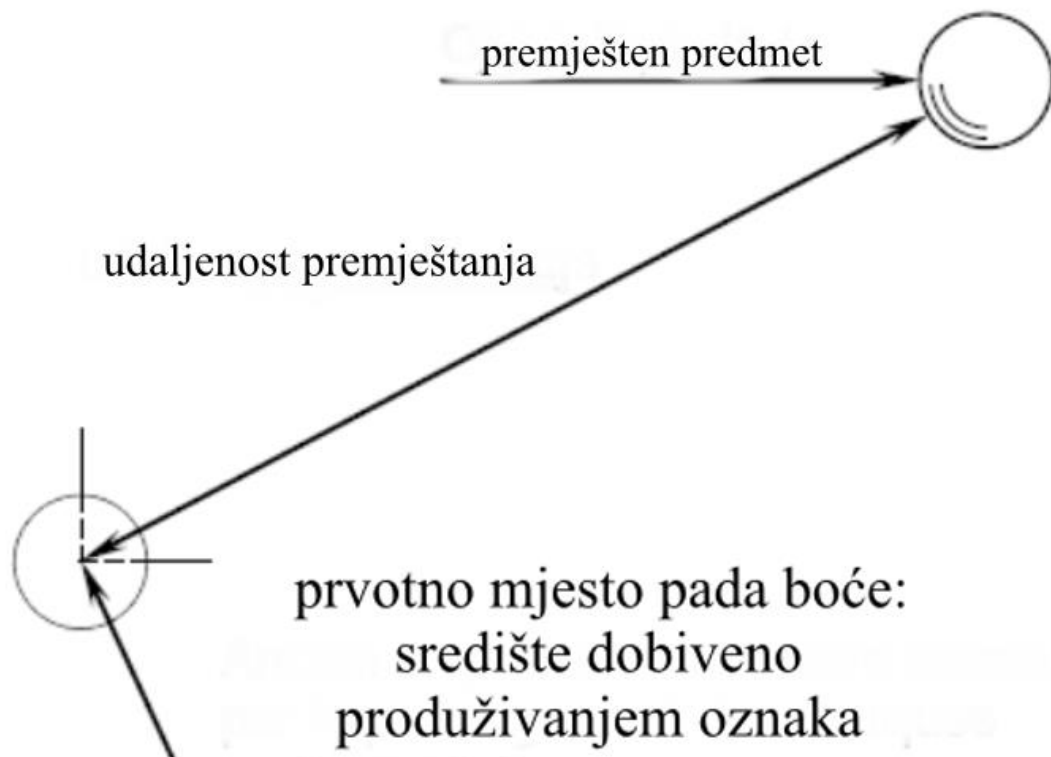 premješten predmet
udaljenost premještanja
prvotno mjesto pada boće:
središte dobiveno
produživanjem oznaka